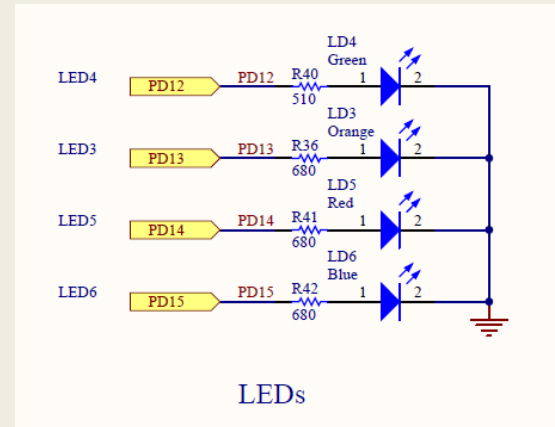 LD4
Green
LED4 PD12 PD12 R40 1 2
510
LD3
Orange
LED3 PD13 PD13 R36 1 2
680
LD5
Red
LED5 PD14 PD14 R41 1 2
680
LD6
Blue
LED6 PD15 PD15 R42 1 2
680
LEDs